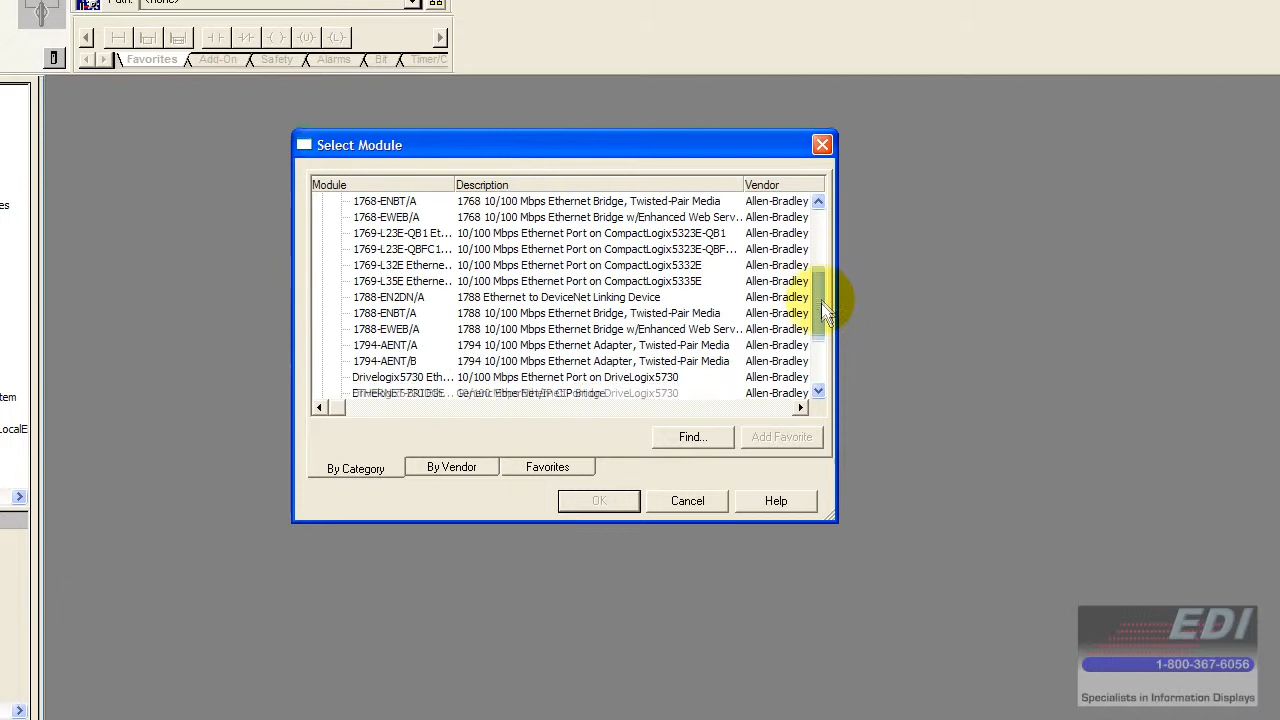 <none>
Favorites Add-On Safety Alarms Bit Timer/C
Select Module
Module Description Vendor
1768-ENBT/A 1768 10/100 Mbps Ethernet Bridge, Twisted-Pair Media Allen-Bradley
1768-EWEB/A 1768 10/100 Mbps Ethernet Bridge w/Enhanced Web Serv.. Allen-Bradley
1769-L23E-QB1 Et... 10/100 Mbps Ethernet Port on CompactLogix5323E-QB1 Allen-Bradley
1769-L23E-QBFC1... 10/100 Mbps Ethernet Port on CompactLogix5323E-QBF... Allen-Bradley
1769-L32E Etherne... 10/100 Mbps Ethernet Port on CompactLogix5332E Allen-Bradley
1769-L35E Etherne... 10/100 Mbps Ethernet Port on CompactLogix5335E Allen-Bradley
1788-EN2DN/A 1788 Ethernet to DeviceNet Linking Device Allen-Bradley
1788-ENBT/A 1788 10/100 Mbps Ethernet Bridge, Twisted-Pair Media Allen-Bradley
1788-EWEB/A 1788 10/100 Mbps Ethernet Bridge w/Enhanced Web Serv.. Allen-Bradley
1794-AENT/A 1794 10/100 Mbps Ethernet Adapter, Twisted-Pair Media Allen-Bradley
1794-AENT/B 1794 10/100 Mbps Ethernet Adapter, Twisted-Pair Media Allen-Bradley
Drivelogix5730 Eth... 10/100 Mbps Ethernet Port on DriveLogix5730 Allen-Bradley
Allen-Bradley
Find... Add Favorite
By Category By Vendor Favorites
OK Cancel Help
(U) (L)
EDI
1-800-367-6056
Specialists in Information Displays